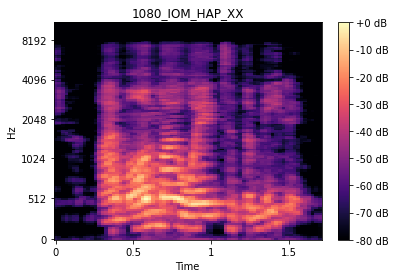 1080_IOM_HAP_XX
+0 dB
8192
-10 dB
4096
-20 dB
-30 dB
2048
Hz
-40 dB
1024
-50 dB
-60 dB
512
-70 dB
0
-80 dB
0
0.5
1
1.5
Time